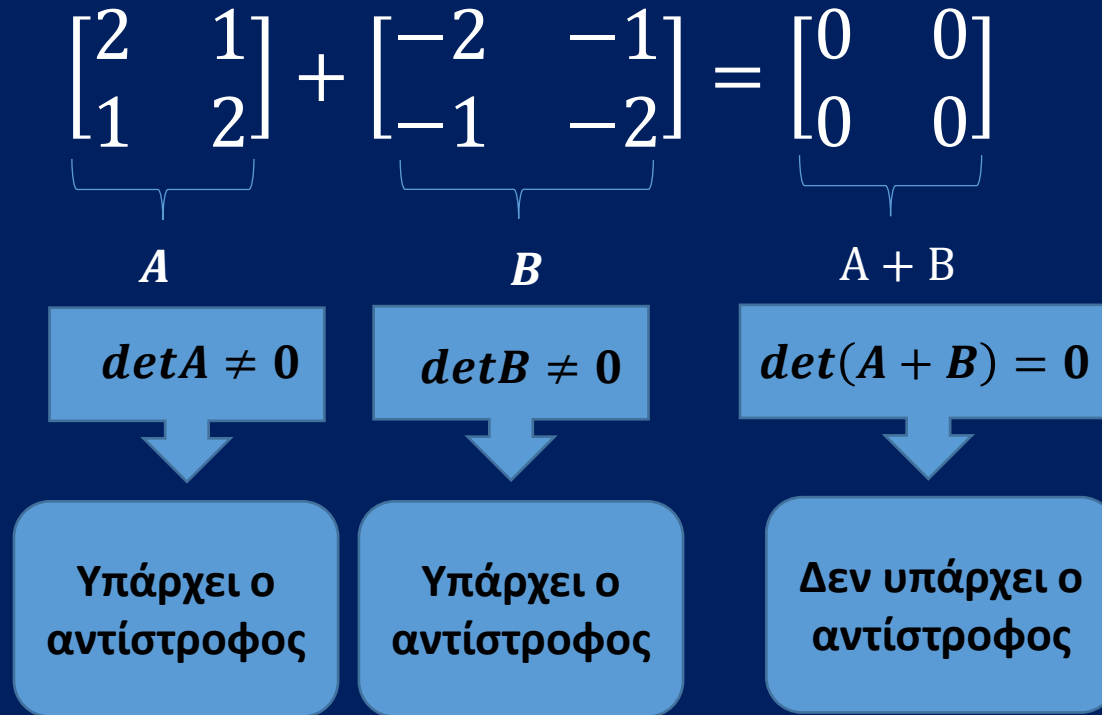 [2 1] + [−2 −1] = [0 0]
[1 2] [−1 −2] [0 0]
A B A + B
detA ≠ 0 detB ≠ 0 det(A + B) = 0
Υπάρχει ο
αντίστροφος
Υπάρχει ο
αντίστροφος
Δεν υπάρχει ο
αντίστροφος